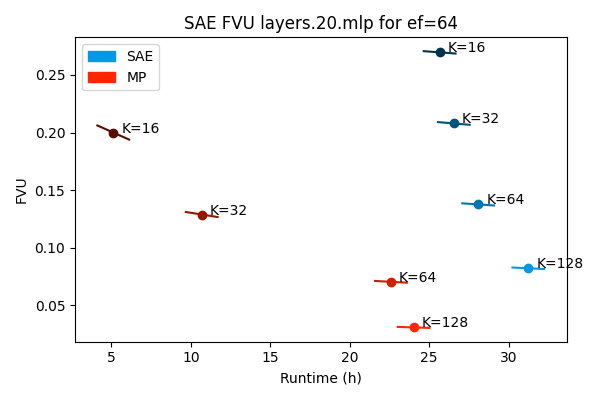 SAE FVU layers.20.mlp for ef=64
SAE
MP
K=16
K=16
K=32
K=32
K=64
K=64
K=128
K=128
0.25
0.20
0.15
0.10
0.05
FVU
5
10
15
20
25
30
Runtime (h)